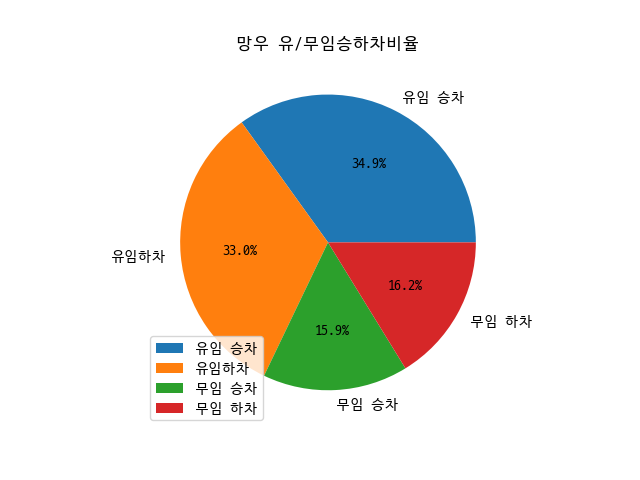 망우 유/무임승하차비율
유임 승차
34.9%
유임하차
33.0%
16.2%
15.9%
무임 하차
무임 승차
유임 승차
유임하차
무임 승차
무임 하차